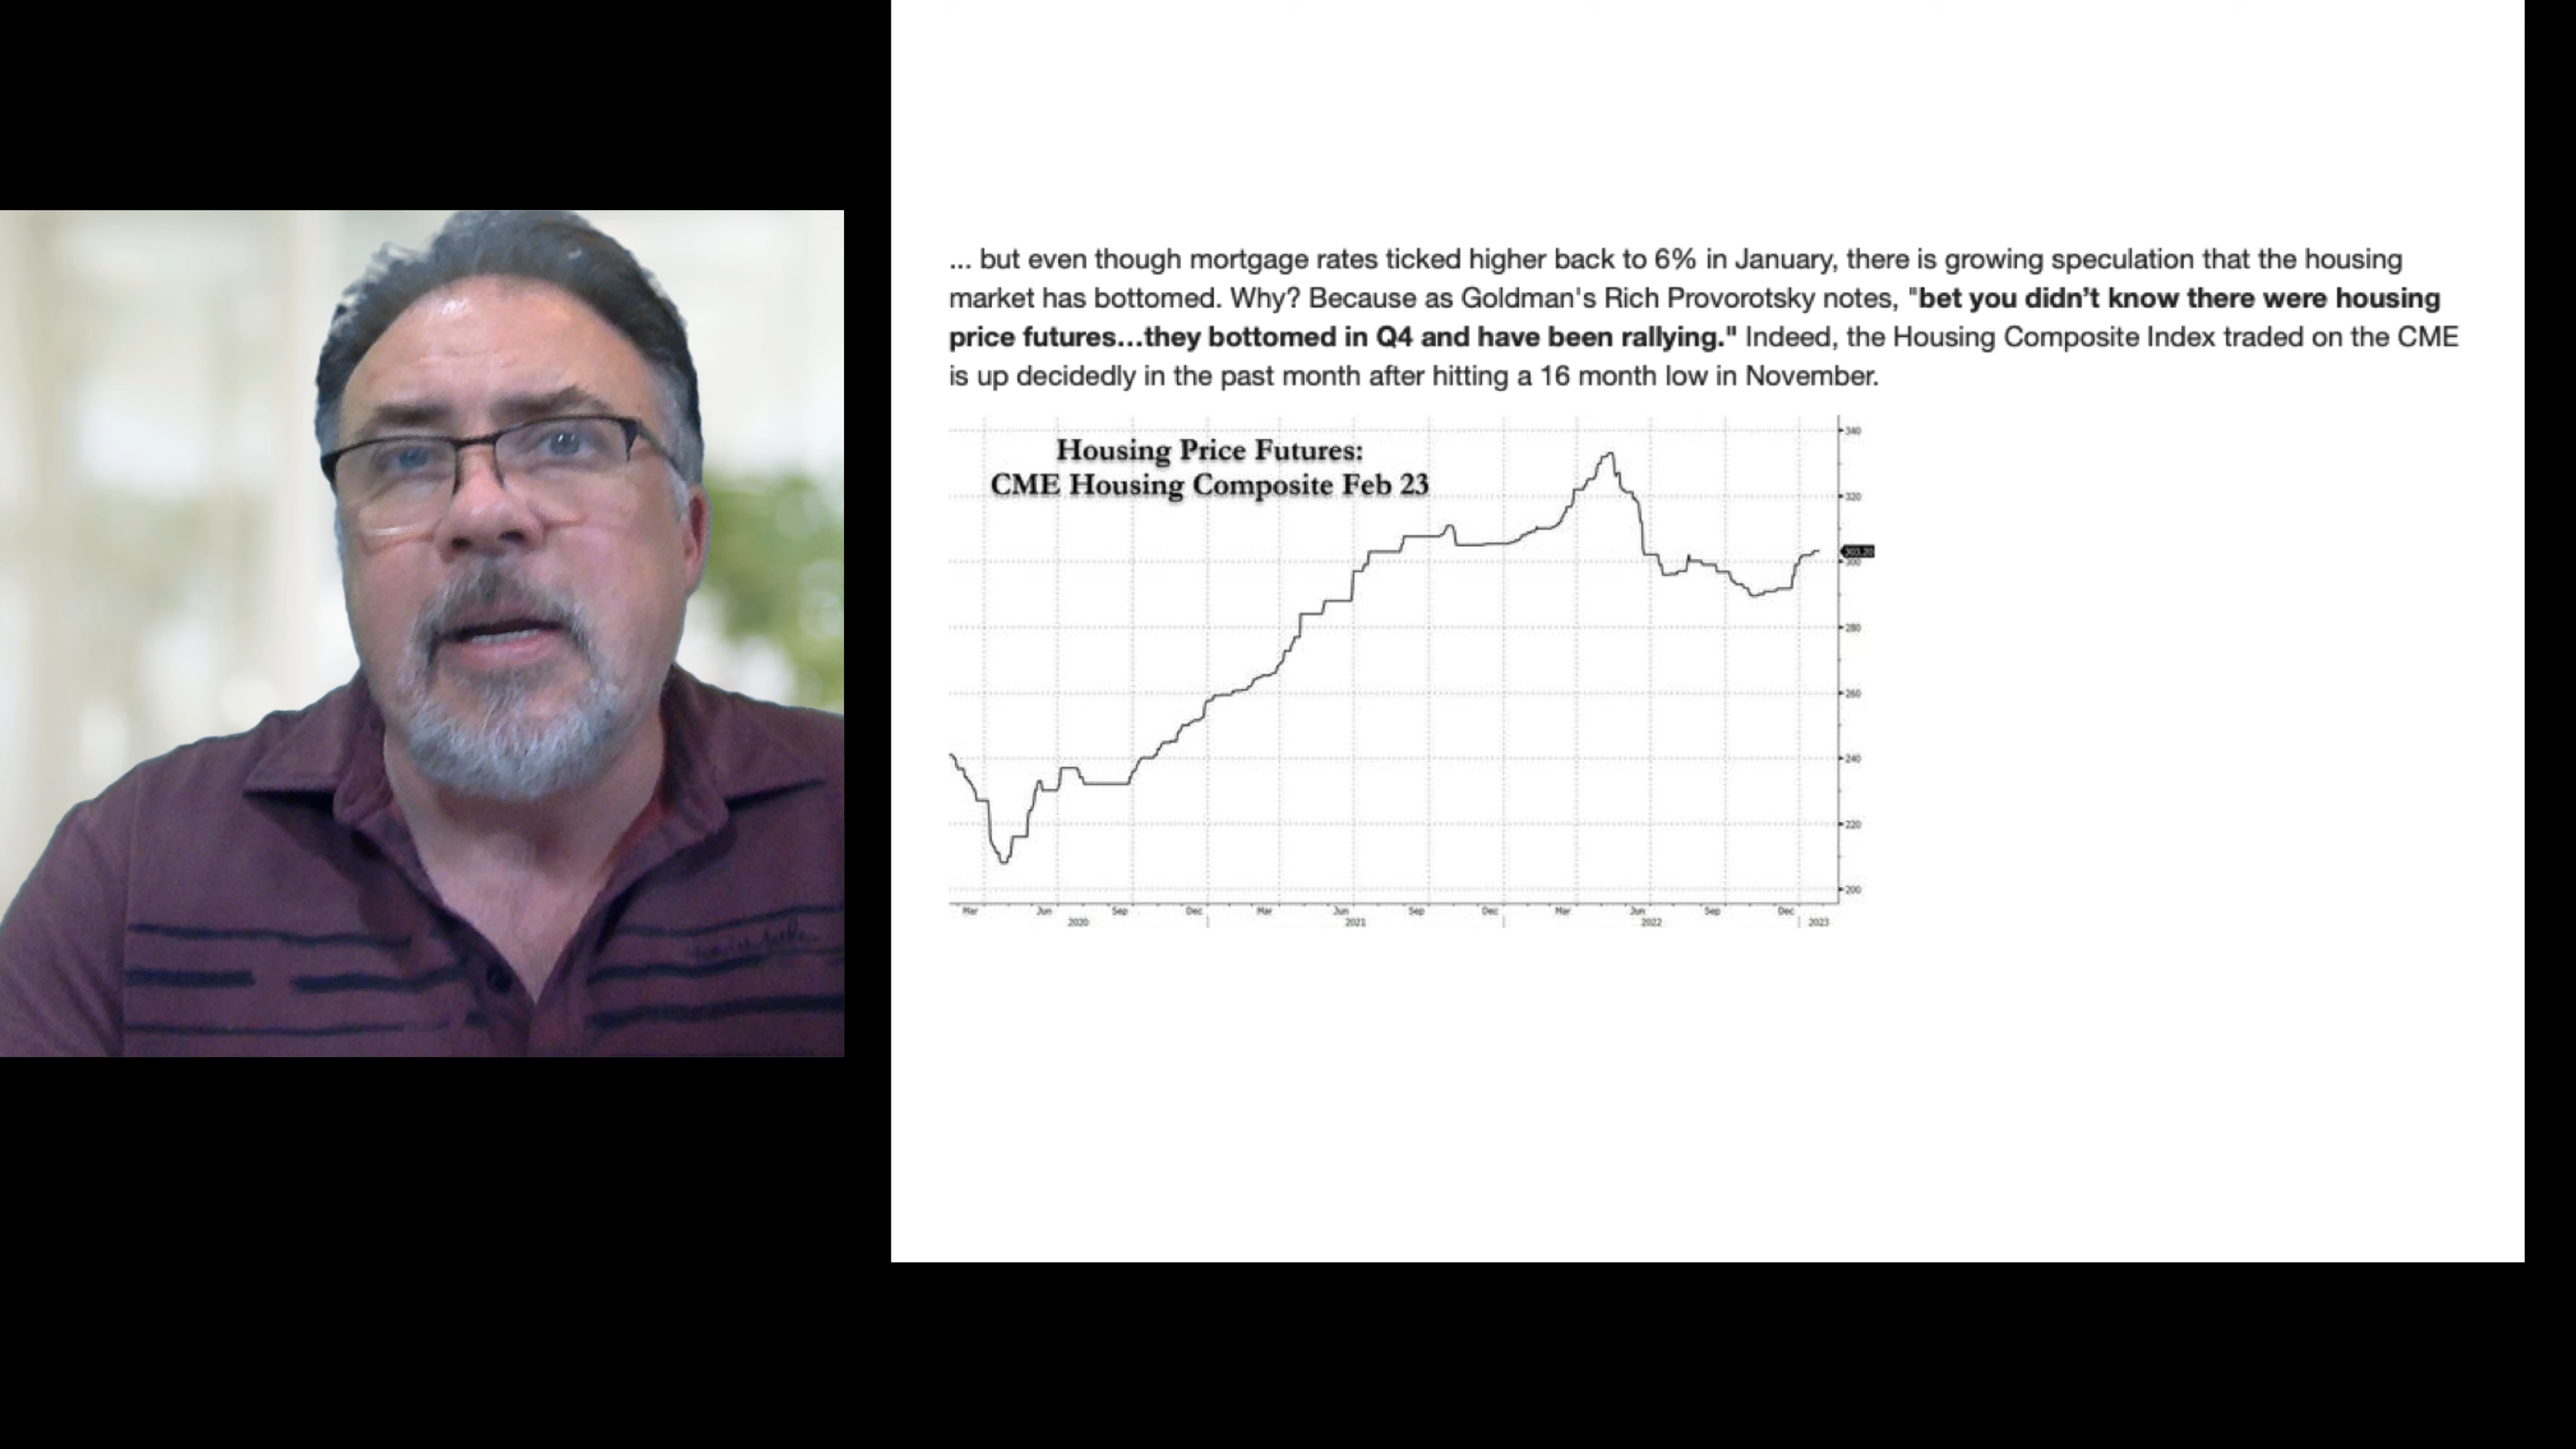 ... but even though mortgage rates ticked higher back to 6% in January, there is growing speculation that the housing
market has bottomed. Why? Because as Goldman's Rich Provorotsky notes, "bet you didn’t know there were housing
price futures...they bottomed in Q4 and have been rallying." Indeed, the Housing Composite Index traded on the CME
is up decidedly in the past month after hitting a 16 month low in November.
Housing Price Futures:
CME Housing Composite Feb 23
340
320
303.20
300
280
260
240
220
200
Mar Jun Sep Dec Mar Jun Sep Dec Mar Jun Sep Dec
2020 2021 2022 2023